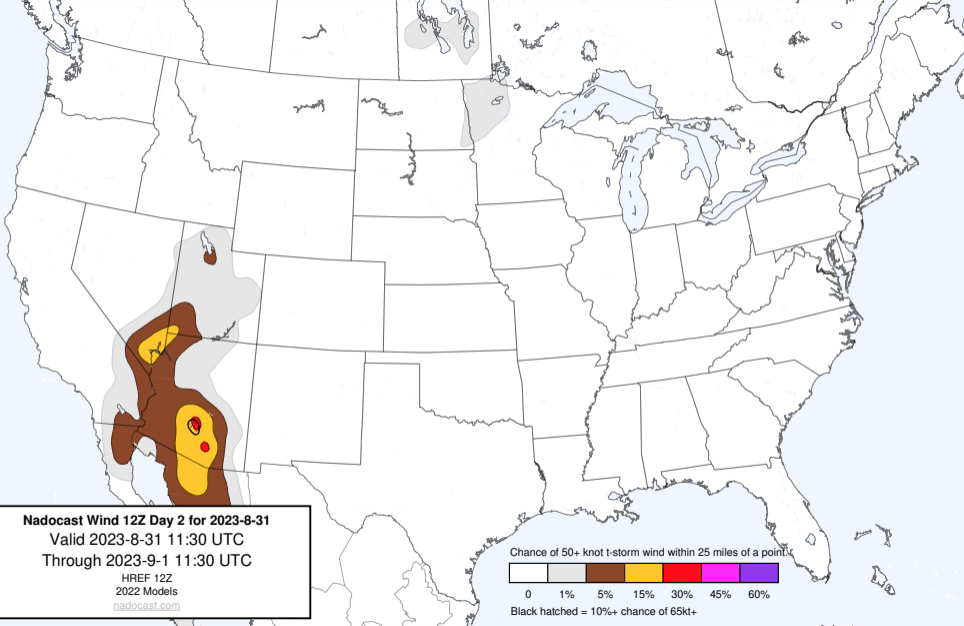 Nadocast Wind 12Z Day 2 for 2023-8-31
Valid 2023-8-31 11:30 UTC
Through 2023-9-1 11:30 UTC
HREF 12Z
2022 Models
nadocast.com
Chance of 50+ knot t-storm wind within 25 miles of a point.
0 1% 5% 15% 30% 45% 60%
Black hatched = 10%+ chance of 65kt+